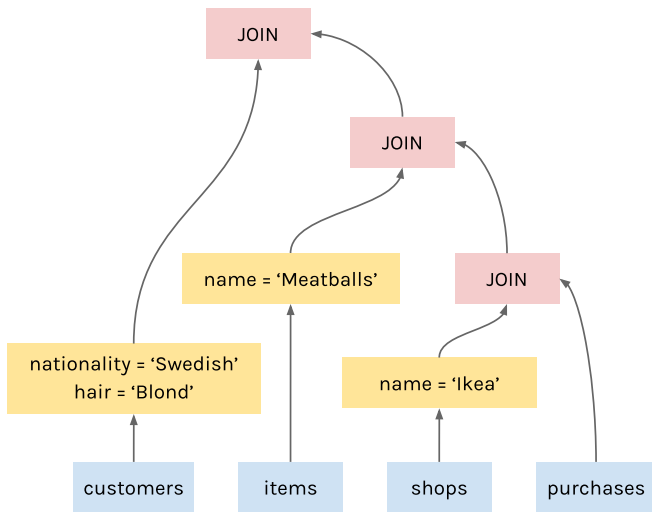 JOIN
JOIN
name = ‘Meatballs’
JOIN
nationality = ‘Swedish’
hair = ‘Blond’
name = ‘Ikea’
customers
items
shops
purchases